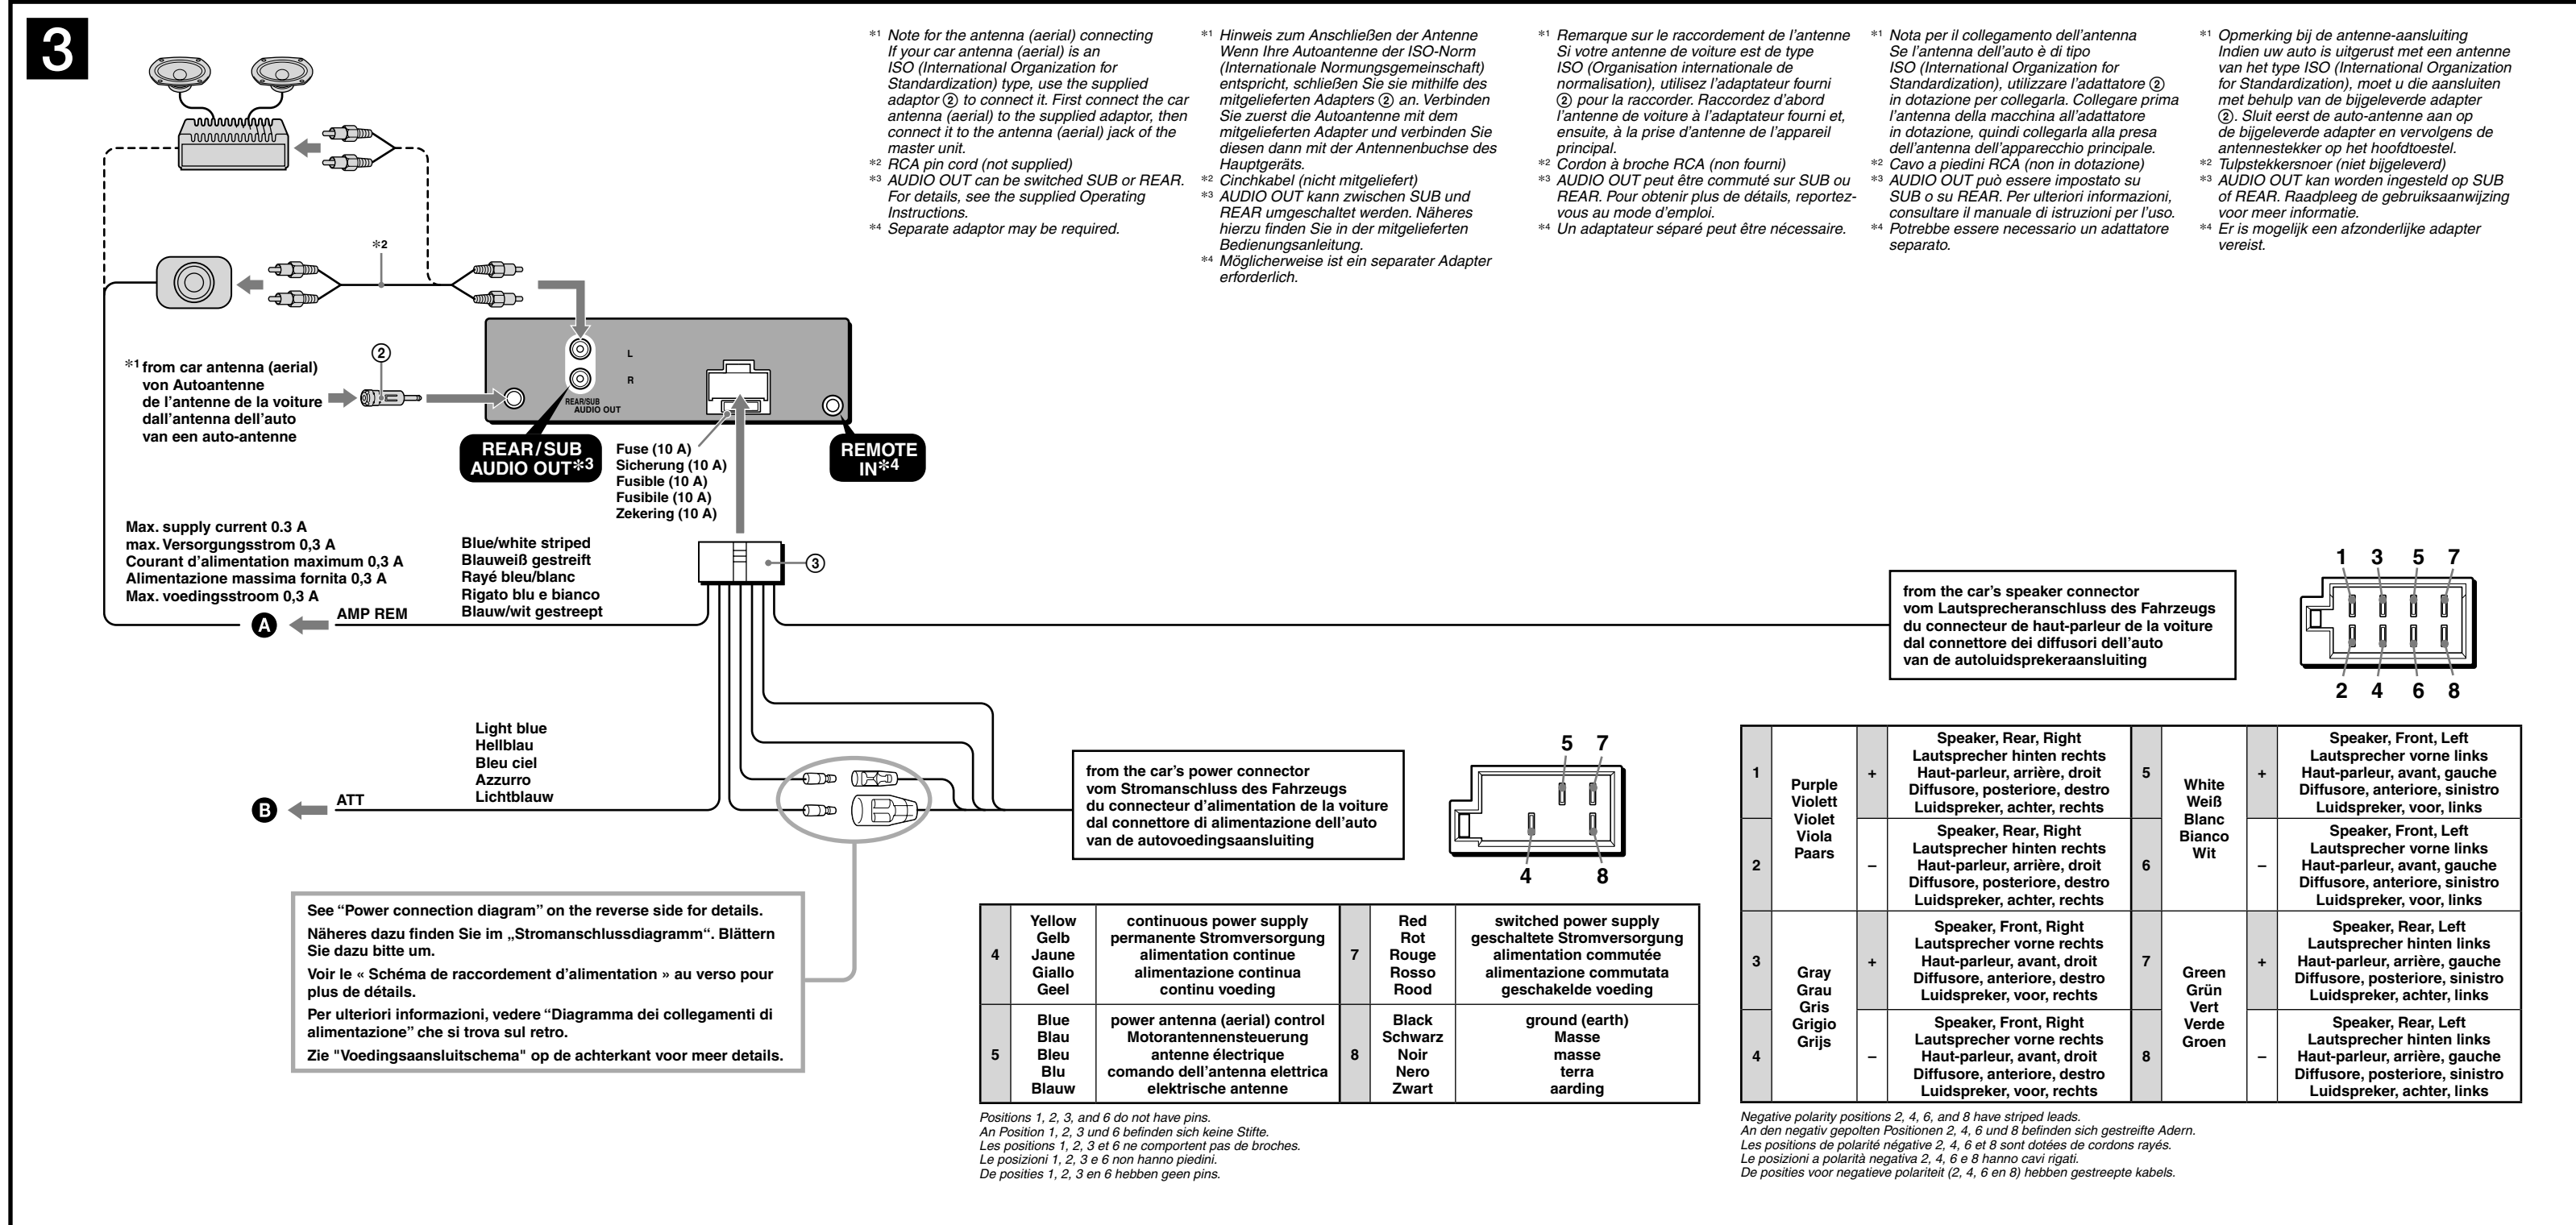 3
*1 Note for the antenna (aerial) connecting
If your car antenna (aerial) is an
ISO (International Organization for
Standardization) type, use the supplied
adaptor ② to connect it. First connect the car
antenna (aerial) to the supplied adaptor, then
connect it to the antenna (aerial) jack of the
master unit.
*2 RCA pin cord (not supplied)
*3 AUDIO OUT can be switched SUB or REAR.
For details, see the supplied Operating
Instructions.
*4 Separate adaptor may be required.
*1 Hinweis zum Anschließen der Antenne
Wenn Ihre Autoantenne der ISO-Norm
(Internationale Normungsgemeinschaft)
entspricht, schließen Sie sie mithilfe des
mitgelieferten Adapters ② an. Verbinden
Sie zuerst die Autoantenne mit dem
mitgelieferten Adapter und verbinden Sie
diesen dann mit der Antennenbuchse des
Hauptgeräts.
*2 Cinchkabel (nicht mitgeliefert)
*3 AUDIO OUT kann zwischen SUB und
REAR umgeschaltet werden. Näheres
hierzu finden Sie in der mitgelieferten
Bedienungsanleitung.
*4 Möglicherweise ist ein separater Adapter
erforderlich.
*1 Remarque sur le raccordement de l'antenne
Si votre antenne de voiture est de type
ISO (Organisation internationale de
normalisation), utilisez l'adaptateur fourni
② pour la raccorder. Raccordez d'abord
l'antenne de voiture à l'adaptateur fourni et,
ensuite, à la prise d'antenne de l'appareil
principal.
*2 Cordon à broche RCA (non fourni)
*3 AUDIO OUT peut être commuté sur SUB ou
REAR. Pour obtenir plus de détails, reportez-
vous au mode d'emploi.
*4 Un adaptateur séparé peut être nécessaire.
*1 Nota per il collegamento dell'antenna
Se l'antenna dell'auto è di tipo
ISO (International Organization for
Standardization), utilizzare l'adattatore ②
in dotazione per collegarla. Collegare prima
l'antenna della macchina all'adattatore
in dotazione, quindi collegarla alla presa
dell'antenna dell'apparecchio principale.
*2 Cavo a piedini RCA (non in dotazione)
*3 AUDIO OUT può essere impostato su
SUB o su REAR. Per ulteriori informazioni,
consultare il manuale di istruzioni per l'uso.
*4 Potrebbe essere necessario un adattatore
separato.
*1 Opmerking bij de antenne-aansluiting
Indien uw auto is uitgerust met een antenne
van het type ISO (International Organization
for Standardization), moet u die aansluiten
met behulp van de bijgeleverde adapter
②. Sluit eerst de auto-antenne aan op
de bijgeleverde adapter en vervolgens de
antennestekker op het hoofdtoestel.
*2 Tulpstekkersnoer (niet bijgeleverd)
*3 AUDIO OUT kan worden ingesteld op SUB
of REAR. Raadpleeg de gebruiksaanwijzing
voor meer informatie.
*4 Er is mogelijk een afzonderlijke adapter
vereist.
*2
*1 from car antenna (aerial)
von Autoantenne
de l'antenne de la voiture
dall'antenna dell'auto
van een auto-antenne
②
L
R
REAR/SUB
AUDIO OUT
REAR/SUB
AUDIO OUT*3
Fuse (10 A)
Sicherung (10 A)
Fusible (10 A)
Fusibile (10 A)
Zekering (10 A)
REMOTE
IN*4
Max. supply current 0.3 A
max. Versorgungsstrom 0,3 A
Courant d'alimentation maximum 0,3 A
Alimentazione massima fornita 0,3 A
Max. voedingsstroom 0,3 A
Blue/white striped
Blauweiß gestreift
Rayé bleu/blanc
Rigato blu e bianco
Blauw/wit gestreept
③
A
AMP REM
Light blue
Hellblau
Bleu ciel
Azzurro
Lichtblauw
B
ATT
See “Power connection diagram” on the reverse side for details.
Näheres dazu finden Sie im „Stromanschlussdiagramm“. Blättern
Sie dazu bitte um.
Voir le « Schéma de raccordement d'alimentation » au verso pour
plus de détails.
Per ulteriori informazioni, vedere “Diagramma dei collegamenti di
alimentazione” che si trova sul retro.
Zie "Voedingsaansluitschema" op de achterkant voor meer details.
from the car's power connector
vom Stromanschluss des Fahrzeugs
du connecteur d'alimentation de la voiture
dal connettore di alimentazione dell'auto
van de autovoedingsaansluiting
5 7
4 8
4
Yellow
Gelb
Jaune
Giallo
Geel
continuous power supply
permanente Stromversorgung
alimentation continue
alimentazione continua
continu voeding
7
Red
Rot
Rouge
Rosso
Rood
switched power supply
geschaltete Stromversorgung
alimentation commutée
alimentazione commutata
geschakelde voeding
5
Blue
Blau
Bleu
Blu
Blauw
power antenna (aerial) control
Motorantennensteuerung
antenne électrique
comando dell'antenna elettrica
elektrische antenne
8
Black
Schwarz
Noir
Nero
Zwart
ground (earth)
Masse
masse
terra
aarding
Positions 1, 2, 3, and 6 do not have pins.
An Position 1, 2, 3 und 6 befinden sich keine Stifte.
Les positions 1, 2, 3 et 6 ne comportent pas de broches.
Le posizioni 1, 2, 3 e 6 non hanno piedini.
De posities 1, 2, 3 en 6 hebben geen pins.
from the car's speaker connector
vom Lautsprecheranschluss des Fahrzeugs
du connecteur de haut-parleur de la voiture
dal connettore dei diffusori dell'auto
van de autoluidsprekeraansluiting
1 3 5 7
2 4 6 8
1
Purple
Violett
Violet
Viola
Paars
+
Speaker, Rear, Right
Lautsprecher hinten rechts
Haut-parleur, arrière, droit
Diffusore, posteriore, destro
Luidspreker, achter, rechts
5
White
Weiß
Blanc
Bianco
Wit
+
Speaker, Front, Left
Lautsprecher vorne links
Haut-parleur, avant, gauche
Diffusore, anteriore, sinistro
Luidspreker, voor, links
2
–
Speaker, Rear, Right
Lautsprecher hinten rechts
Haut-parleur, arrière, droit
Diffusore, posteriore, destro
Luidspreker, achter, rechts
6
–
Speaker, Front, Left
Lautsprecher vorne links
Haut-parleur, avant, gauche
Diffusore, anteriore, sinistro
Luidspreker, voor, links
3
Gray
Grau
Gris
Grigio
Grijs
+
Speaker, Front, Right
Lautsprecher vorne rechts
Haut-parleur, avant, droit
Diffusore, anteriore, destro
Luidspreker, voor, rechts
7
Green
Grün
Vert
Verde
Groen
+
Speaker, Rear, Left
Lautsprecher hinten links
Haut-parleur, arrière, gauche
Diffusore, posteriore, sinistro
Luidspreker, achter, links
4
–
Speaker, Front, Right
Lautsprecher vorne rechts
Haut-parleur, avant, droit
Diffusore, anteriore, destro
Luidspreker, voor, rechts
8
–
Speaker, Rear, Left
Lautsprecher hinten links
Haut-parleur, arrière, gauche
Diffusore, posteriore, sinistro
Luidspreker, achter, links
Negative polarity positions 2, 4, 6, and 8 have striped leads.
An den negativ gepolten Positionen 2, 4, 6 und 8 befinden sich gestreifte Adern.
Les positions de polarité négative 2, 4, 6 et 8 sont dotées de cordons rayés.
Le posizioni a polarità negativa 2, 4, 6 e 8 hanno cavi rigati.
De posities voor negatieve polariteit (2, 4, 6 en 8) hebben gestreepte kabels.